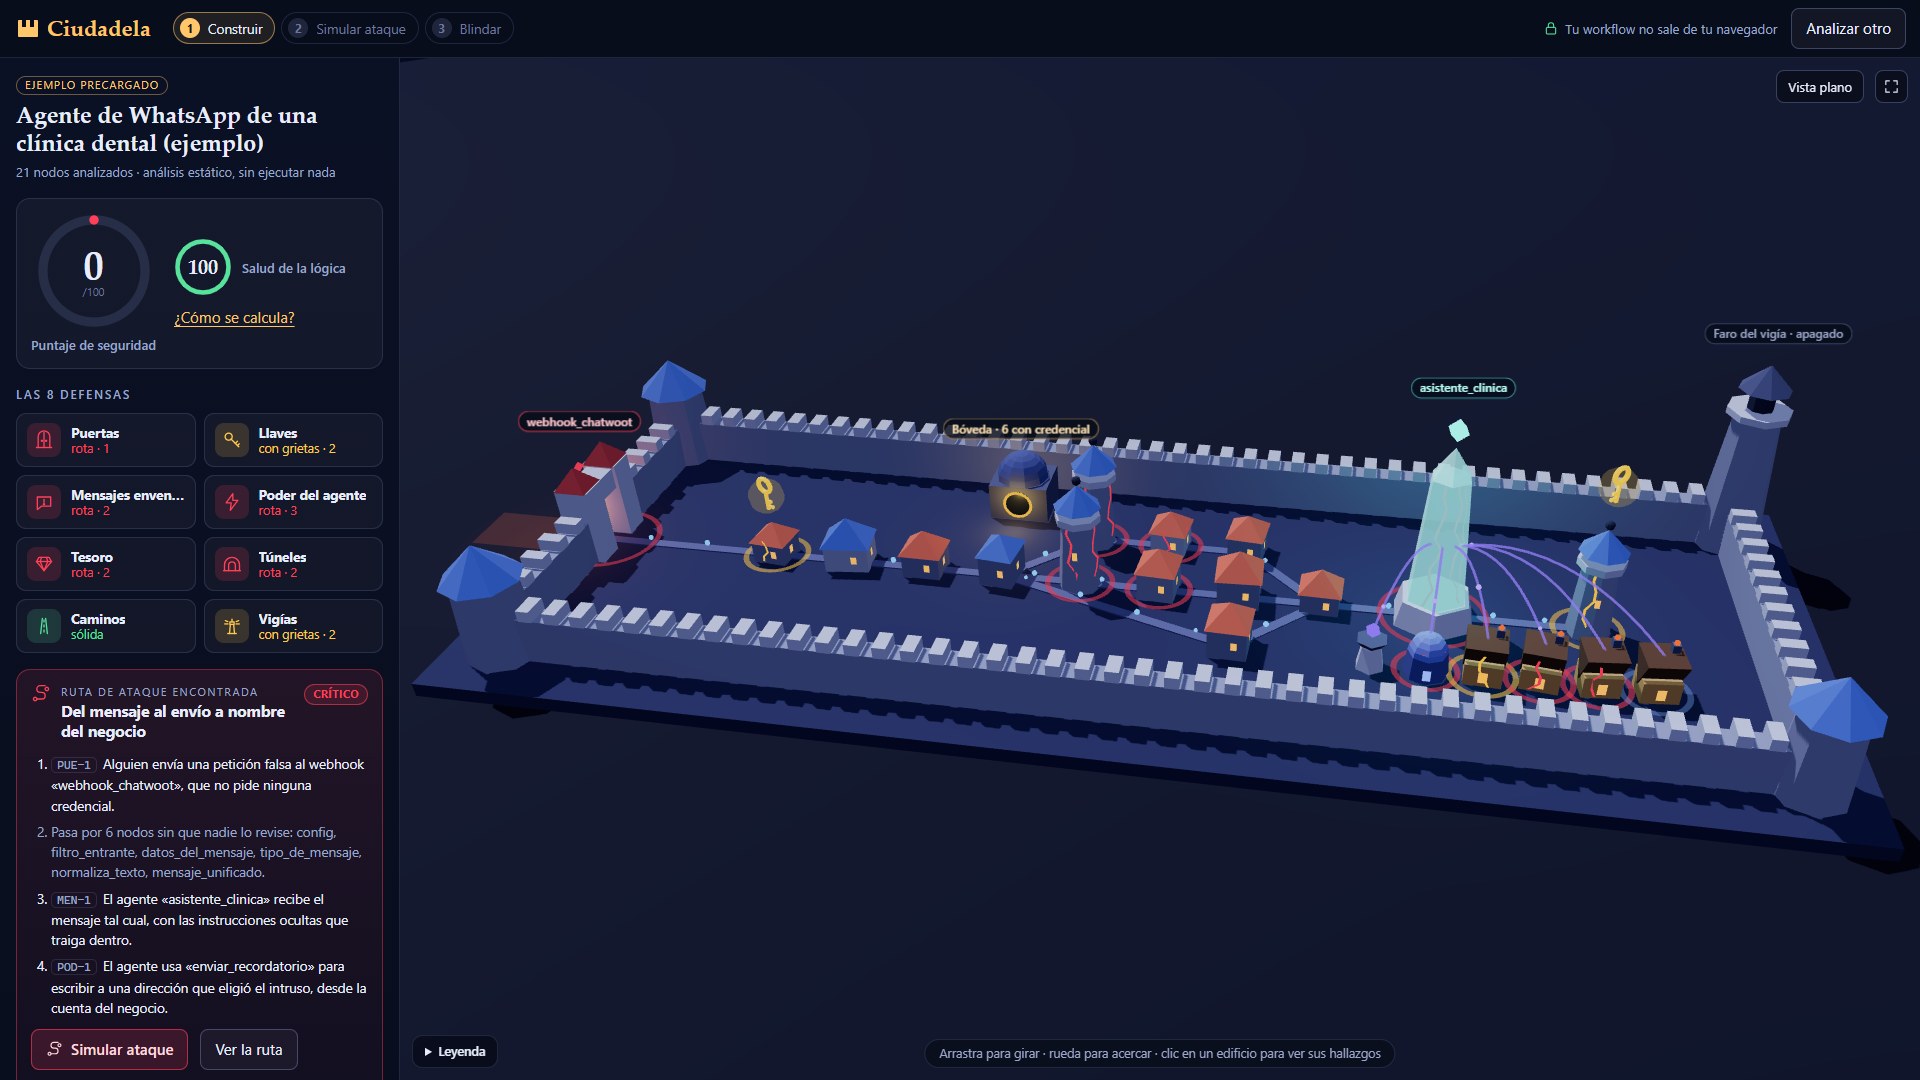 Ciudadela
1 Construir
2 Simular ataque
3 Blindar
Tu workflow no sale de tu navegador
Analizar otro
EJEMPLO PRECARGADO
Agente de WhatsApp de una
clínica dental (ejemplo)
21 nodos analizados · análisis estático, sin ejecutar nada
0
/100
Puntaje de seguridad
100
Salud de la lógica
¿Cómo se calcula?
LAS 8 DEFENSAS
Puertas
rota · 1
Llaves
con grietas · 2
Mensajes enven...
rota · 2
Poder del agente
rota · 3
Tesoro
rota · 2
Túneles
rota · 2
Caminos
sólida
Vigías
con grietas · 2
RUTA DE ATAQUE ENCONTRADA
CRÍTICO
Del mensaje al envío a nombre
del negocio
1. PUE-1 Alguien envía una petición falsa al webhook
«webhook_chatwoot», que no pide ninguna
credencial.
2. Pasa por 6 nodos sin que nadie lo revise: config,
filtro_entrante, datos_del_mensaje, tipo_de_mensaje,
normaliza_texto, mensaje_unificado.
3. MEN-1 El agente «asistente_clinica» recibe el
mensaje tal cual, con las instrucciones ocultas que
traiga dentro.
4. POD-1 El agente usa «enviar_recordatorio» para
escribir a una dirección que eligió el intruso, desde la
cuenta del negocio.
Simular ataque
Ver la ruta
Vista plano
Faro del vigía · apagado
asistente_clinica
webhook_chatwoot
Bóveda · 6 con credencial
Leyenda
Arrastra para girar · rueda para acercar · clic en un edificio para ver sus hallazgos